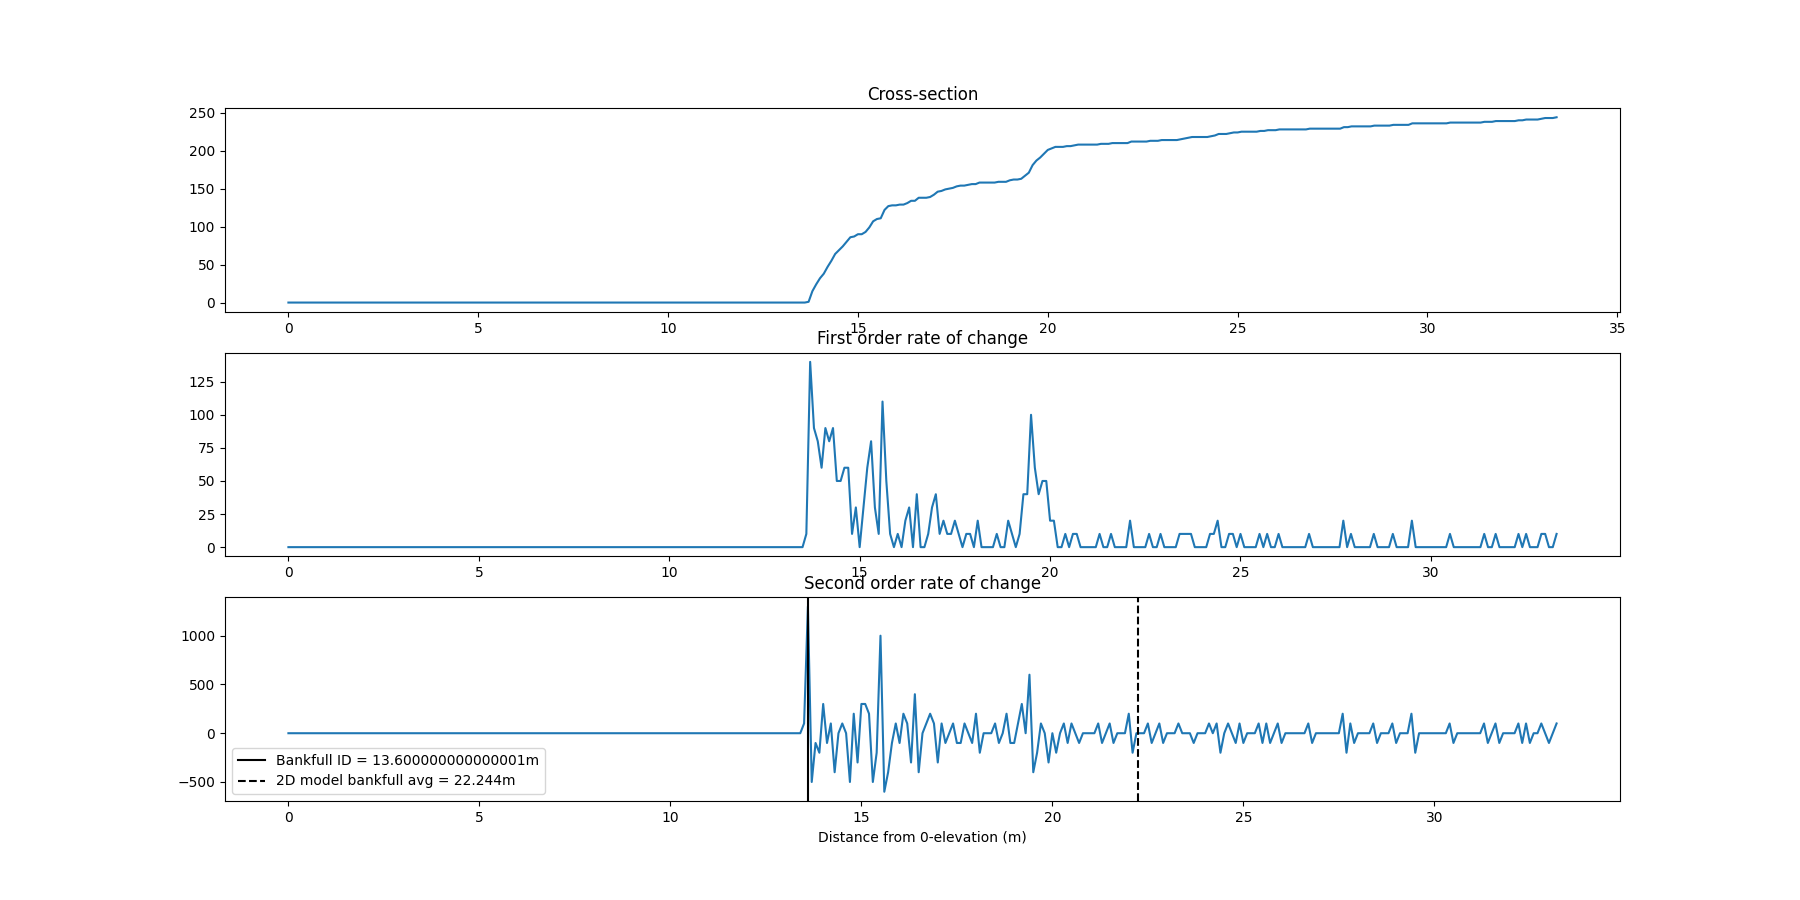 Cross-section
250
200
150
100
50
0
0 5 10 15 20 25 30 35
First order rate of change
125
100
75
50
25
0
0 5 10 15 20 25 30
Second order rate of change
1000
500
0
−500
Bankfull ID = 13.600000000000001m
2D model bankfull avg = 22.244m
0 5 10 15 20 25 30
Distance from 0-elevation (m)